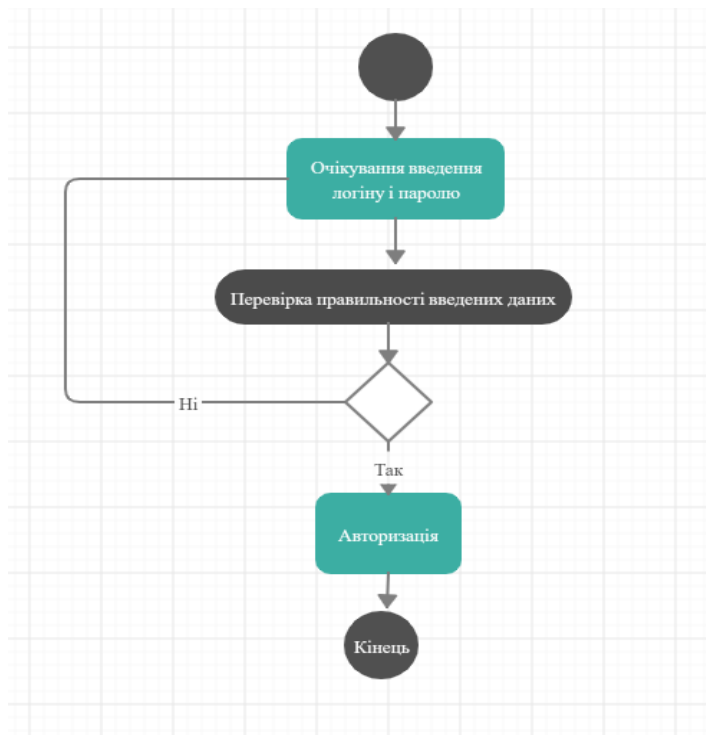 Очікування введення
логіну і паролю
Перевірка правильності введених даних
Ні
Так
Авторизація
Кінець